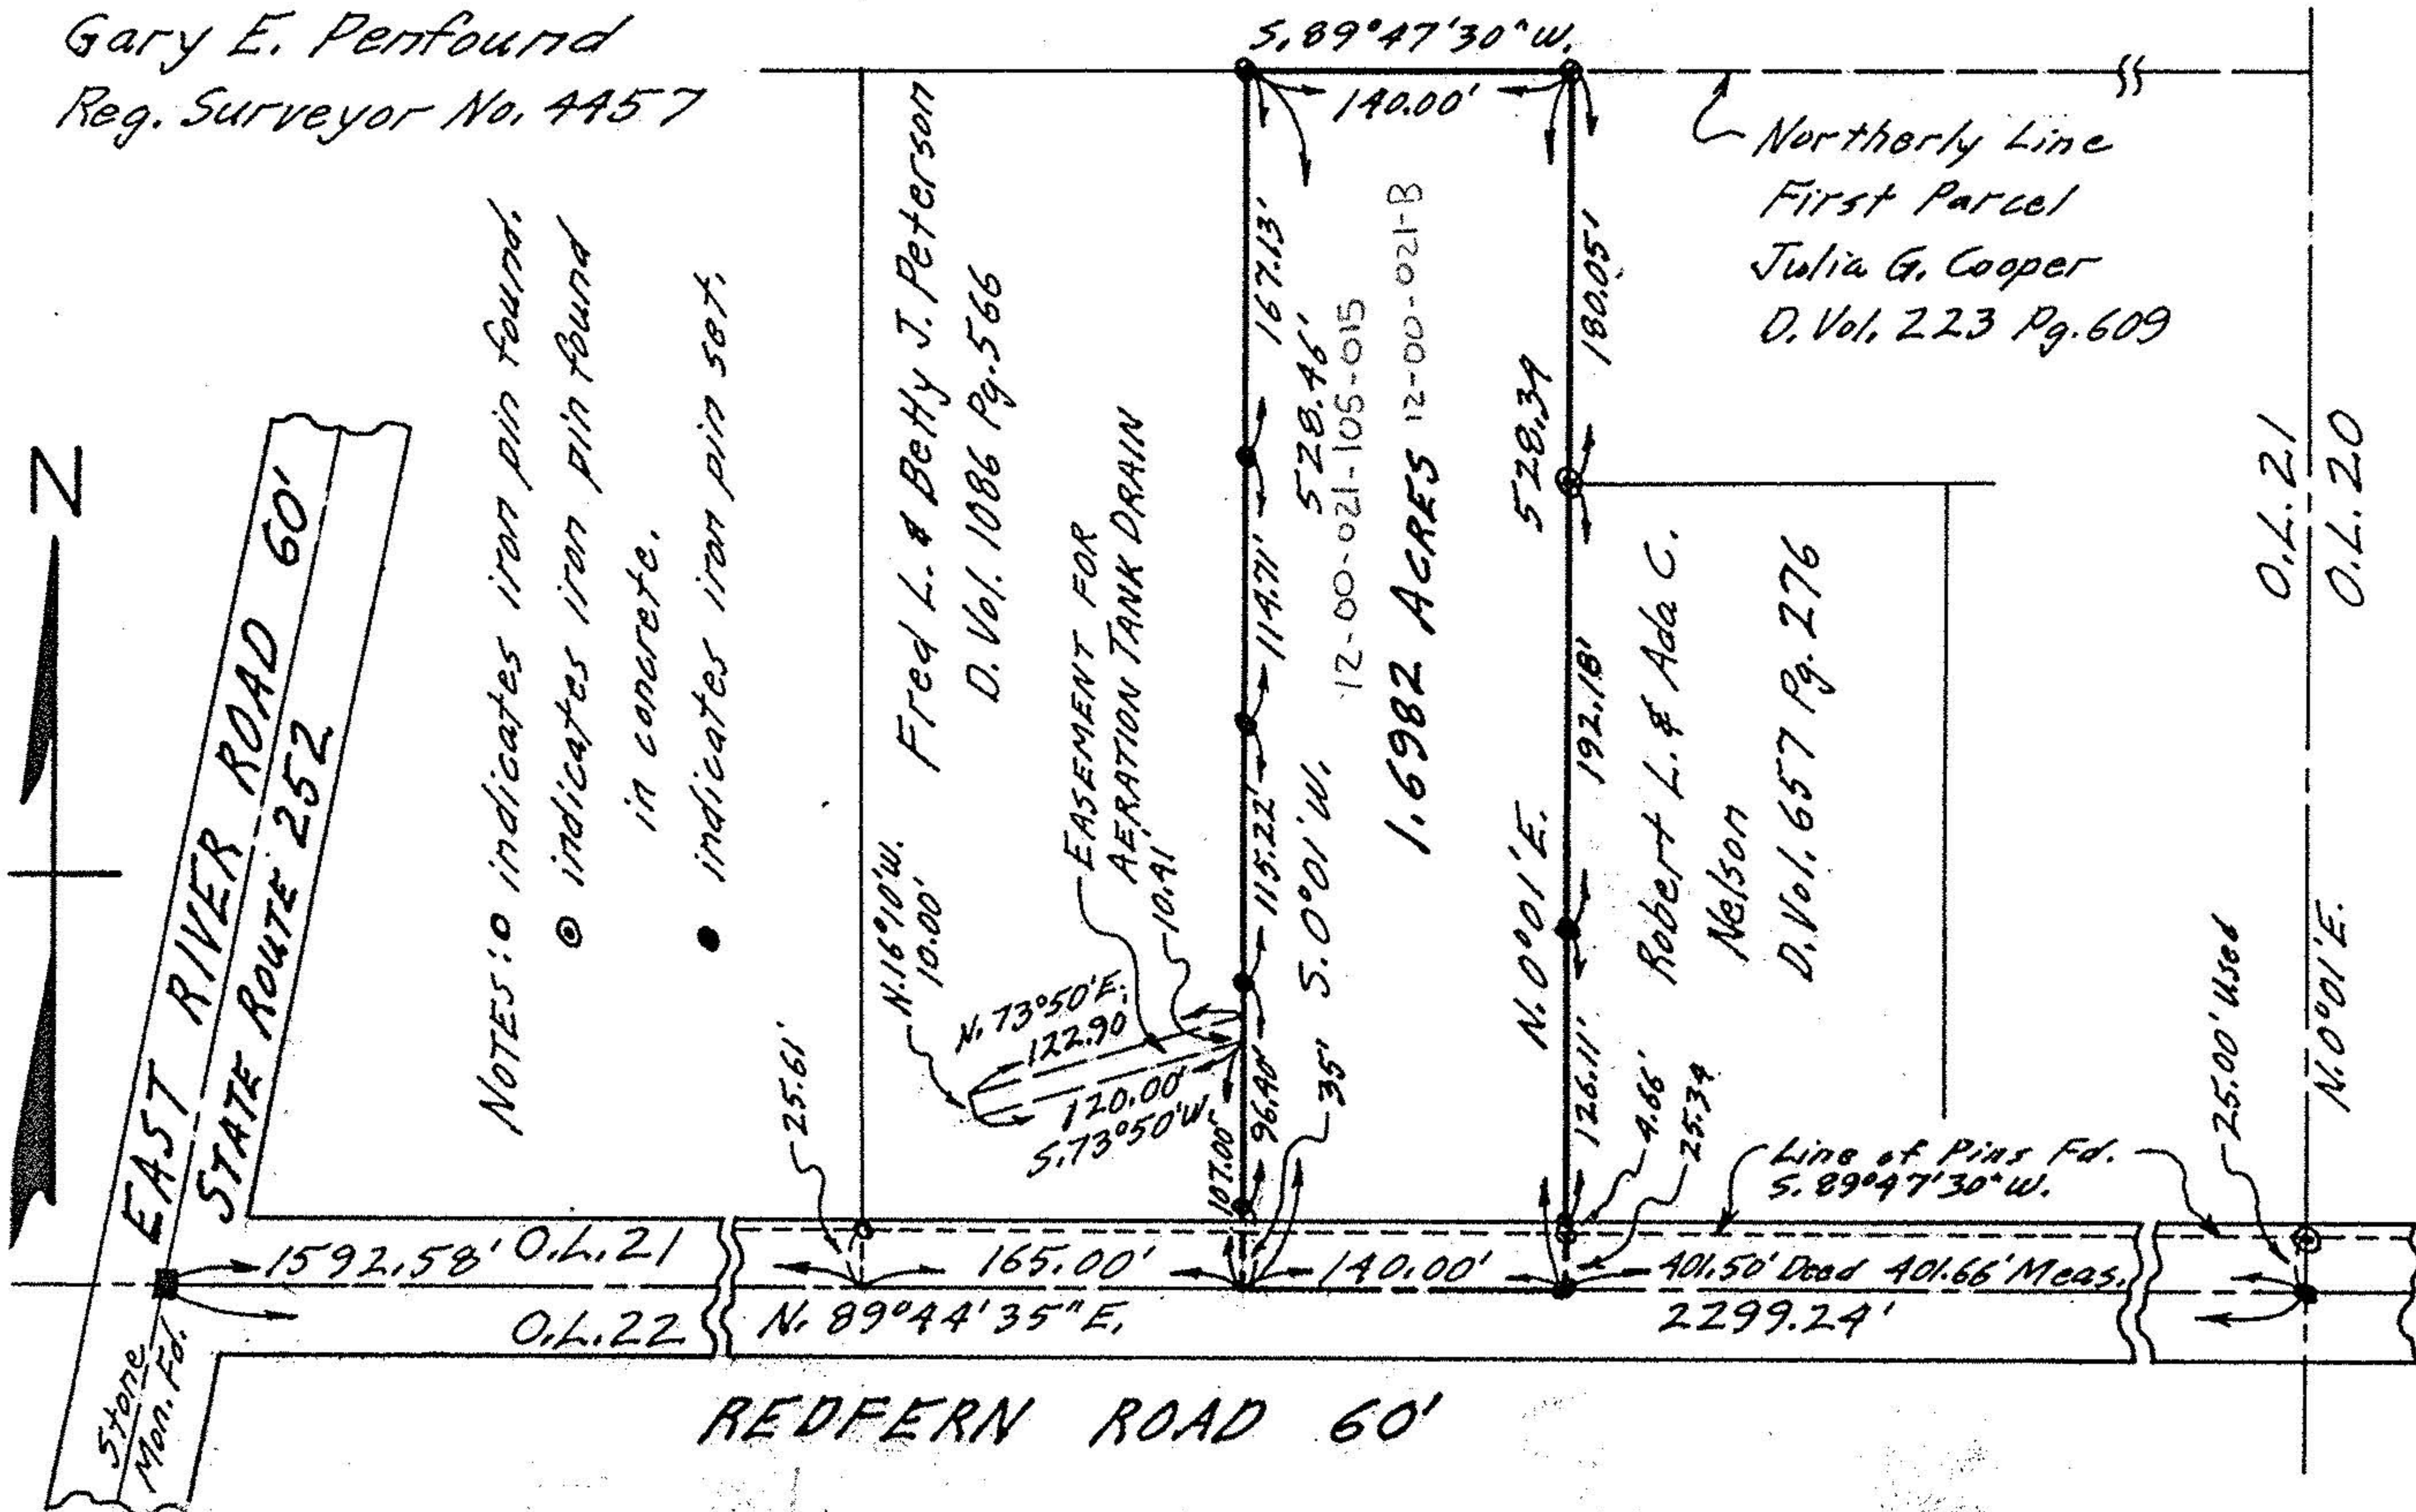 Gary E. Penfound
Reg. Surveyor No. 4457
S. 89°47'30" W.
140.00'
Northerly Line
First Parcel
Julia G. Cooper
D. Vol. 223 Pg. 609
N
EAST RIVER ROAD 60'
STATE ROUTE 252
NOTES: o indicates iron pin found.
⊙ indicates iron pin found
in concrete.
● indicates iron pin set.
Fred L. & Betty J. Peterson
D. Vol. 1086 Pg. 566
EASEMENT FOR
AERATION TANK DRAIN
10.41'
N. 16°10' W.
10.00'
N. 73°50' E.
122.90
120.00'
S. 73°50' W.
25.61'
167.13'
114.71'
115.22'
96.40'
107.00'
35'
528.46'
S. 0°01' W.
12-00-021-105-015
1.6982 ACRES
12-00-021-B
528.34
N. 0°01' E.
180.05'
192.18'
126.11'
4.66'
25.34
Robert L. & Ada C.
Nelson
D. Vol. 657 Pg. 276
O.L. 21
O.L. 20
N. 0°01' E.
25.00' Used
Line of Pins Fd.
S. 89°47'30" W.
1592.58'
O.L. 21
165.00'
140.00'
401.50' Deed 401.66' Meas.
O.L. 22
N. 89°44'35" E.
2299.24'
Stone
Mon. Fd.
REDFERN ROAD 60'